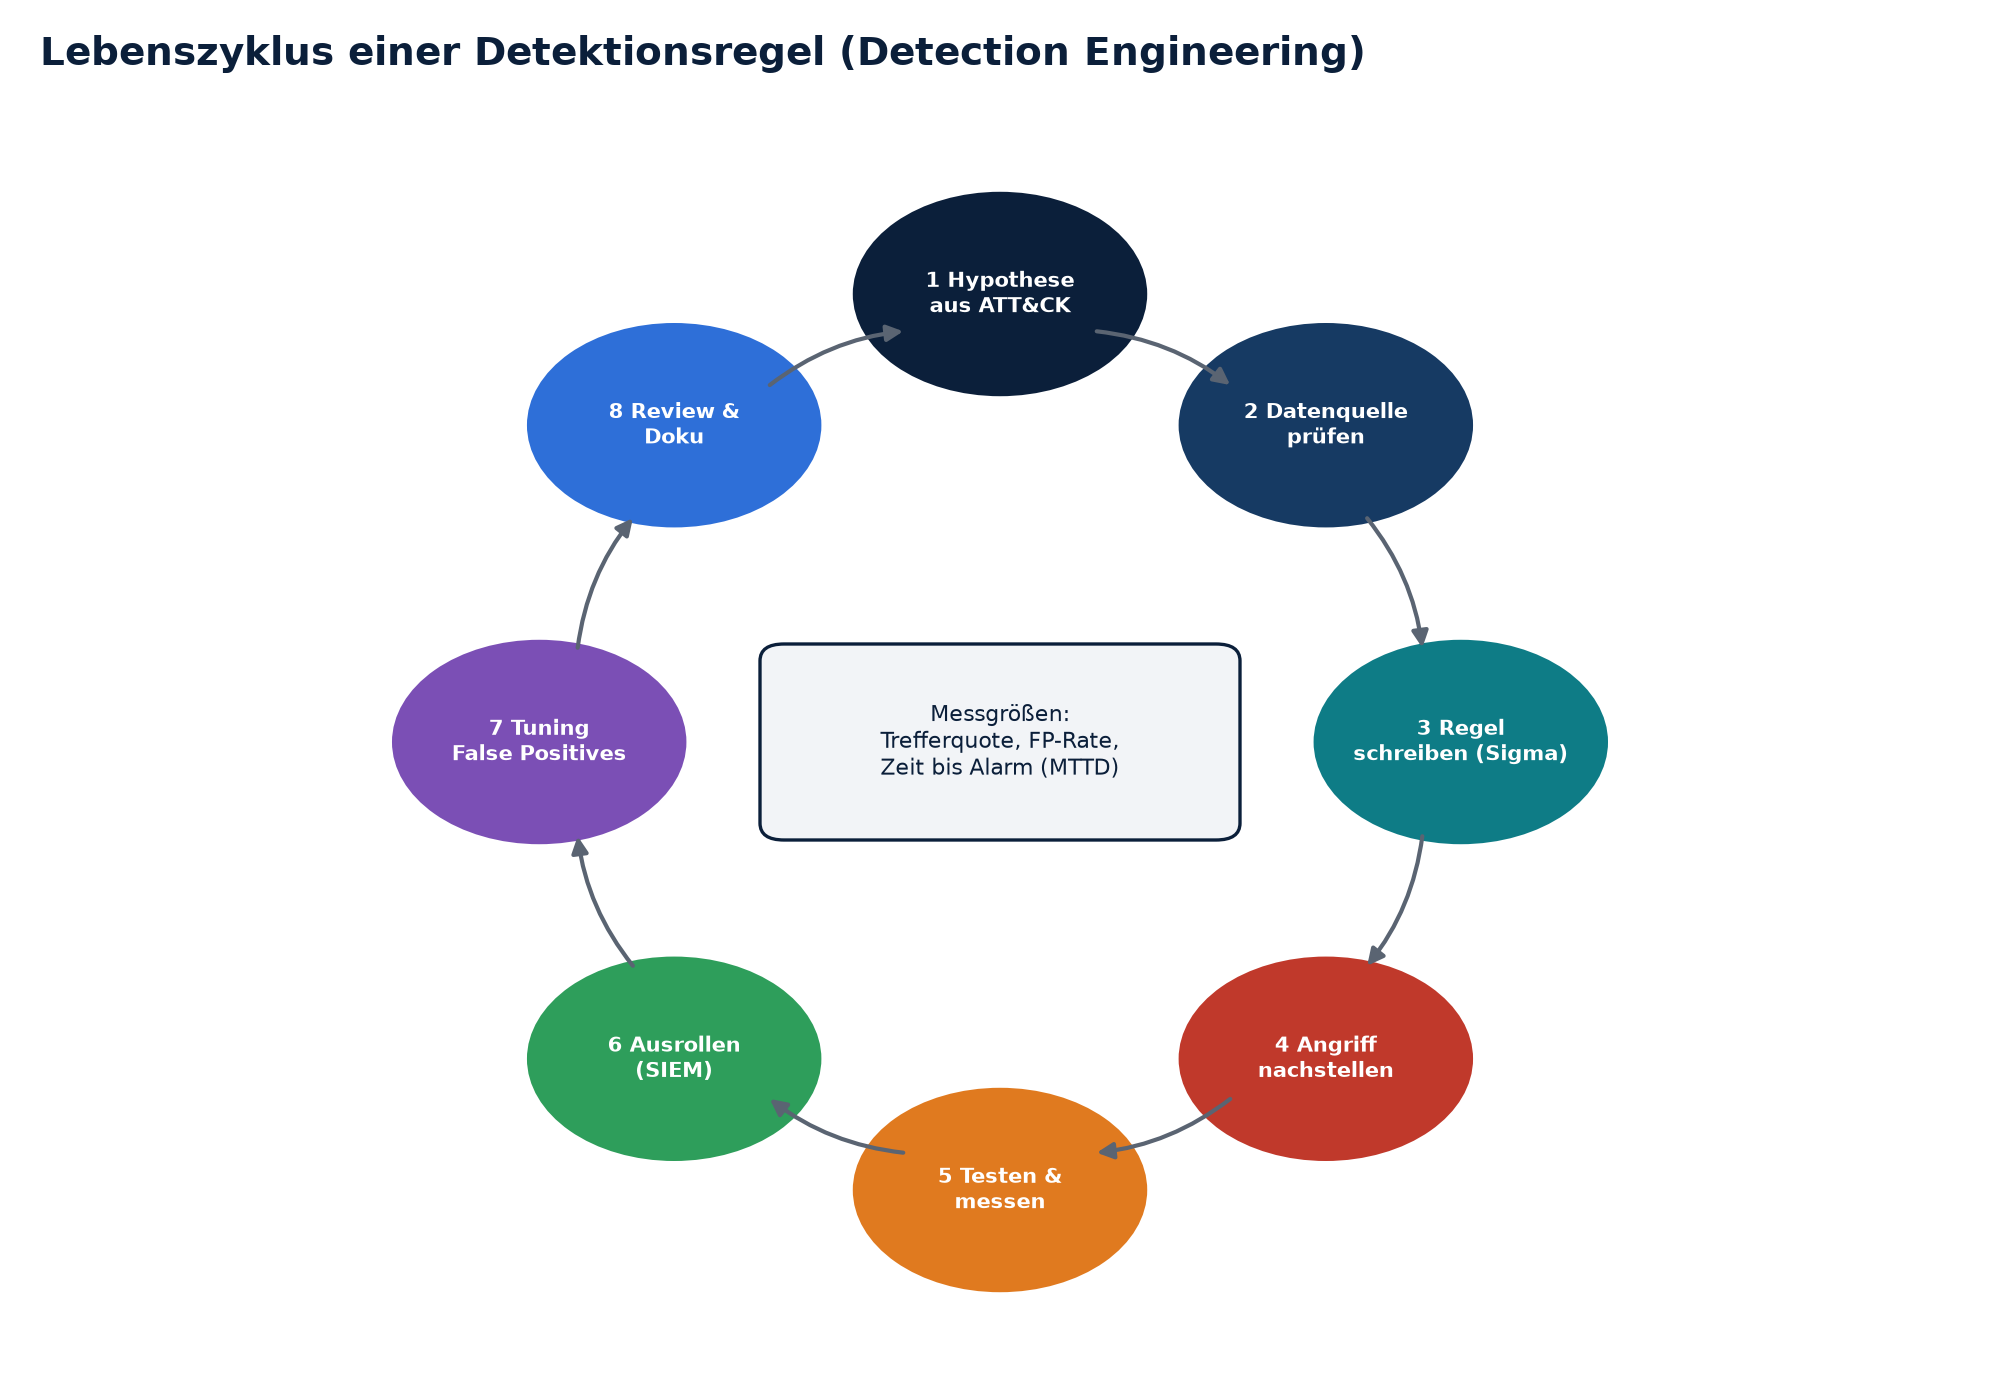 Lebenszyklus einer Detektionsregel (Detection Engineering)
1 Hypothese
aus ATT&CK
2 Datenquelle
prüfen
3 Regel
schreiben (Sigma)
4 Angriff
nachstellen
5 Testen &
messen
6 Ausrollen
(SIEM)
7 Tuning
False Positives
8 Review &
Doku
Messgrößen:
Trefferquote, FP-Rate,
Zeit bis Alarm (MTTD)